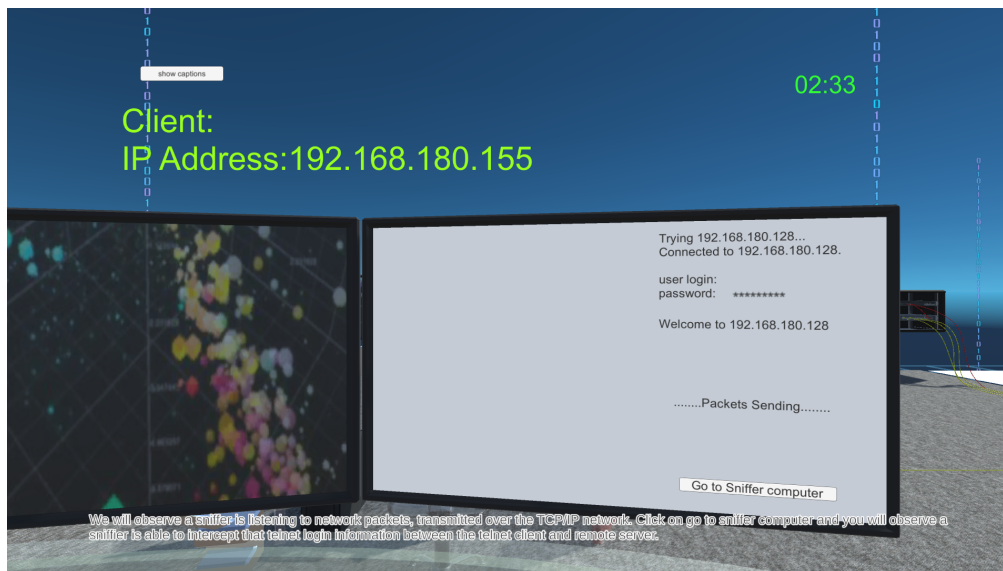 show captions
02:33
Client:
IP Address:192.168.180.155
Trying 192.168.180.128...
Connected to 192.168.180.128.
user login:
password: *********
Welcome to 192.168.180.128
........Packets Sending........
Go to Sniffer computer
We will observe a sniffer is listening to network packets, transmitted over the TCP/IP network. Click on go to sniffer computer and you will observe a
sniffier is able to intercept that telnet login information between the telnet client and remote server.